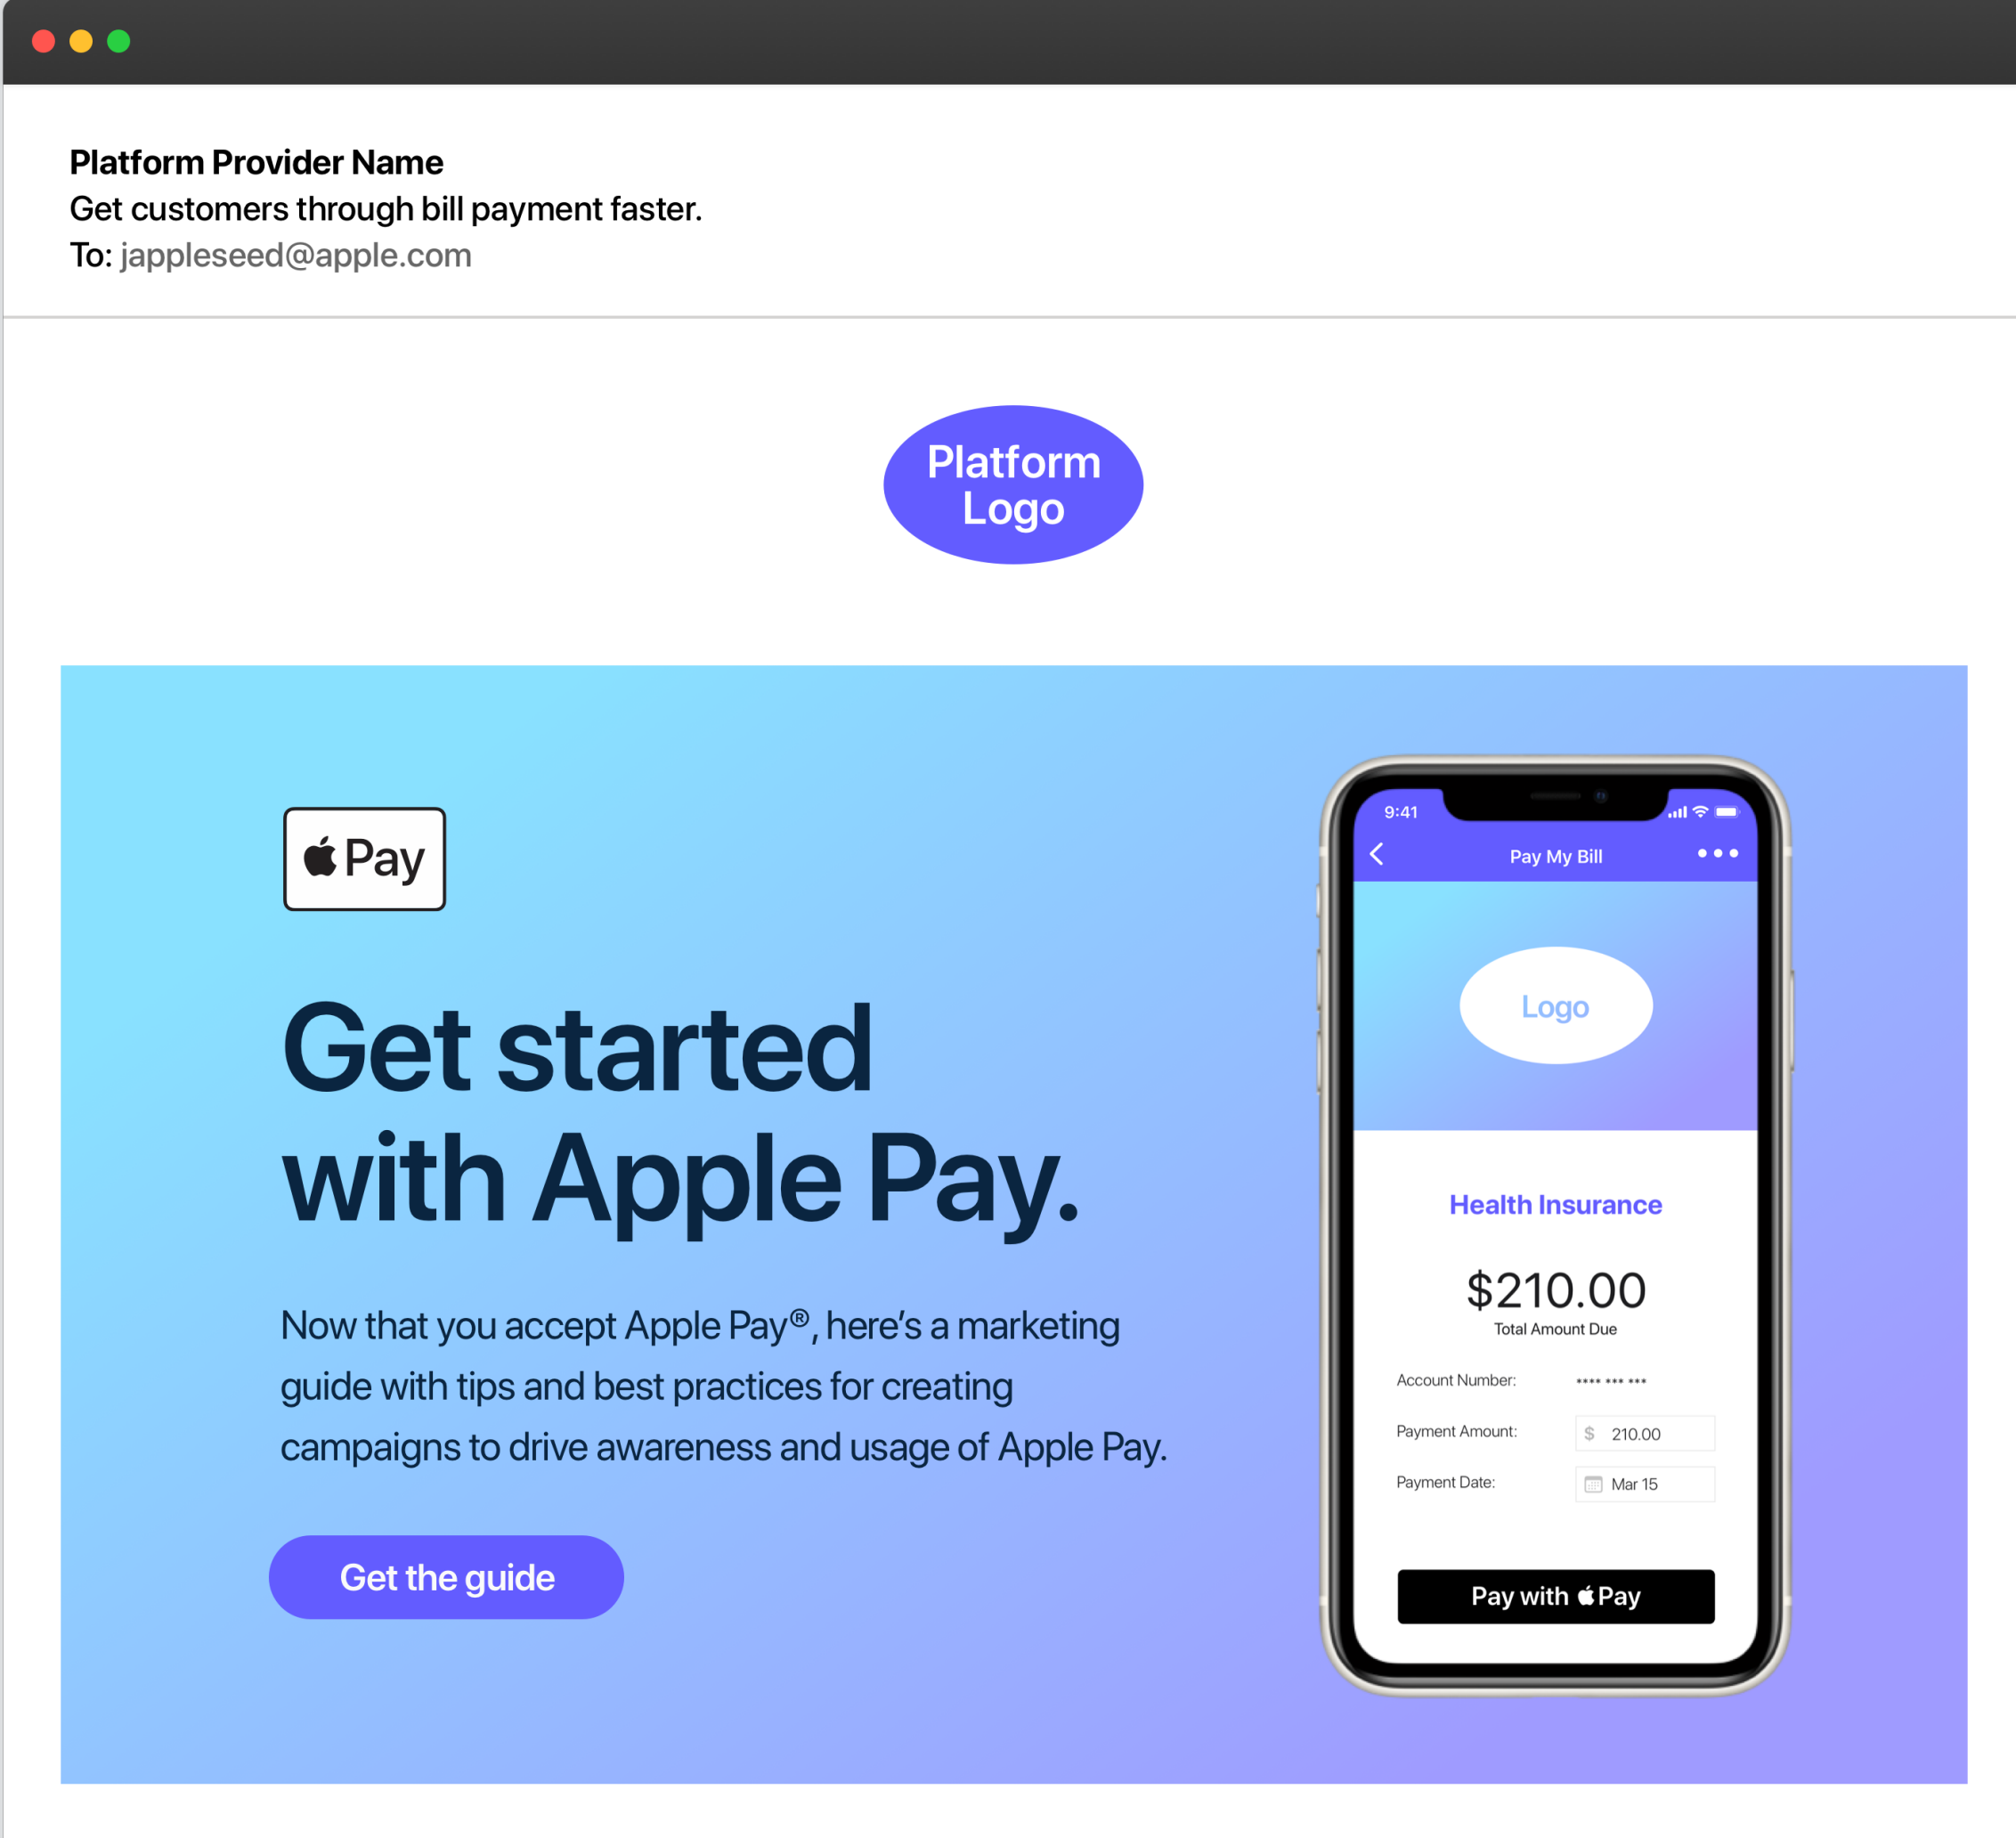 Platform Provider Name
Get customers through bill payment faster.
To: jappleseed@apple.com
Platform
Logo
Pay
Get started
with Apple Pay.
Now that you accept Apple Pay®, here’s a marketing
guide with tips and best practices for creating
campaigns to drive awareness and usage of Apple Pay.
Get the guide
9:41
Pay My Bill
Logo
Health Insurance
$210.00
Total Amount Due
Account Number: **** *** ***
Payment Amount: $ 210.00
Payment Date: Mar 15
Pay with Pay